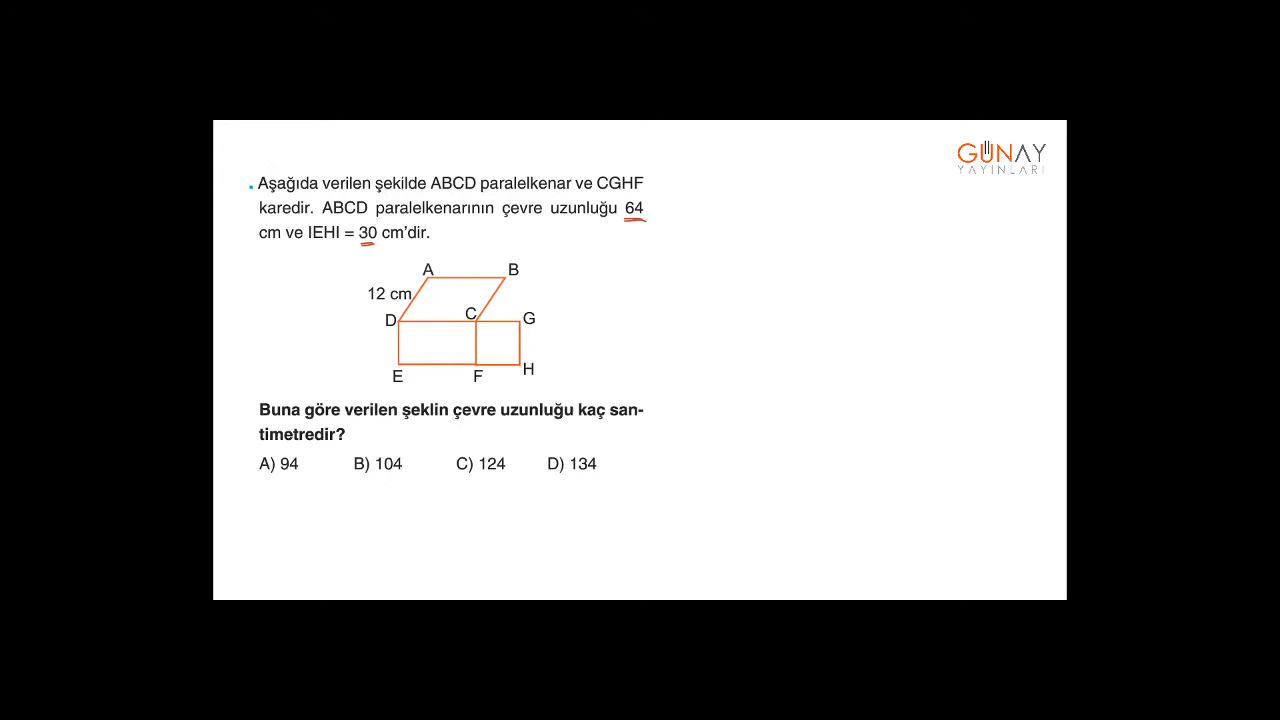 GÜNAY
YAYINLARI
. Aşağıda verilen şekilde ABCD paralelkenar ve CGHF
karedir. ABCD paralelkenarının çevre uzunluğu 64
cm ve IEHI = 30 cm'dir.
A B
12 cm
D C G
E F H
Buna göre verilen şeklin çevre uzunluğu kaç san-
timetredir?
A) 94 B) 104 C) 124 D) 134